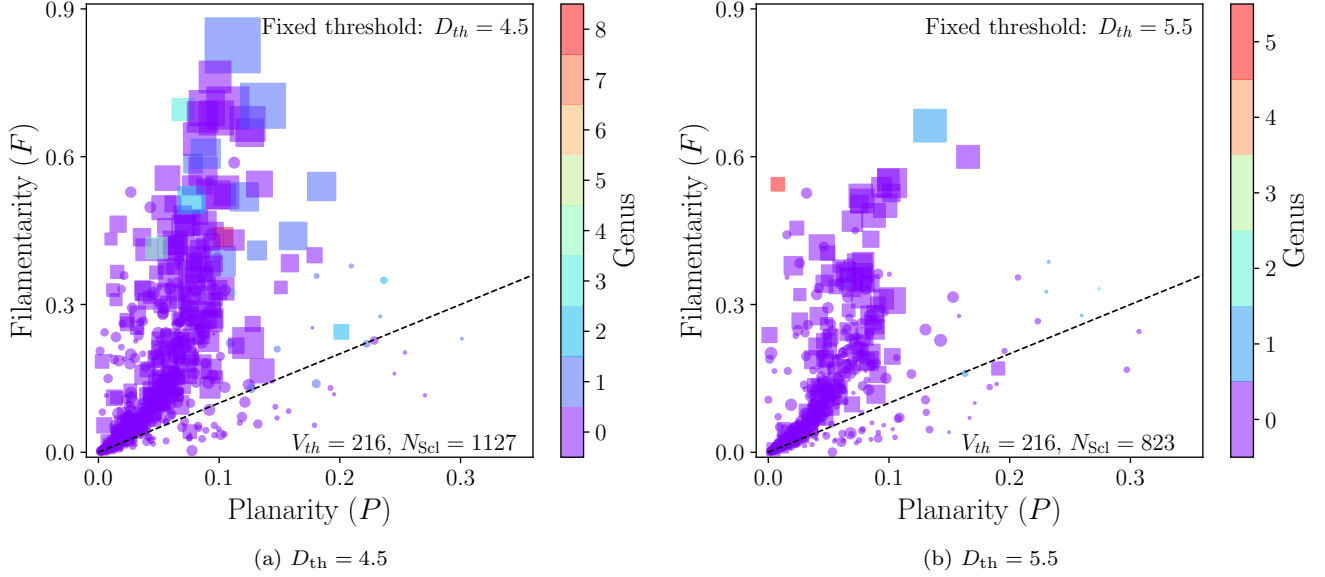 Fixed threshold: D_{th} = 4.5
Filamentarity (F)
0.9
0.6
0.3
0.0
V_{th} = 216, N_{Scl} = 1127
0.0 0.1 0.2 0.3
Planarity (P)
8
7
6
5
4
3
2
1
0
Genus
(a) D_{th} = 4.5
Fixed threshold: D_{th} = 5.5
Filamentarity (F)
0.9
0.6
0.3
0.0
V_{th} = 216, N_{Scl} = 823
0.0 0.1 0.2 0.3
Planarity (P)
5
4
3
2
1
0
Genus
(b) D_{th} = 5.5